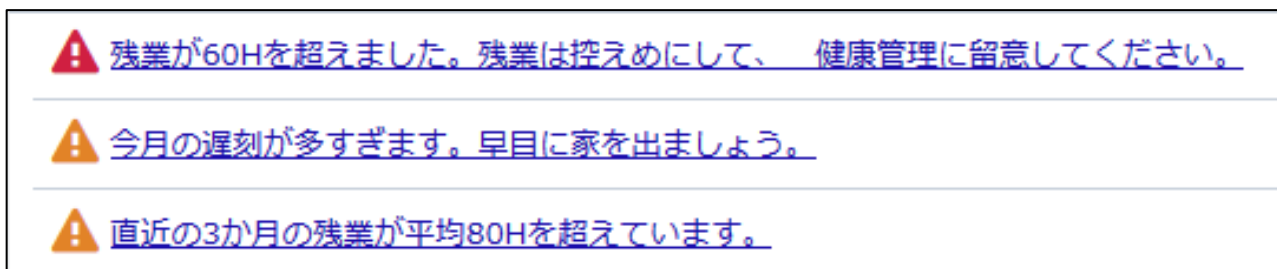 残業が60Hを超えました。残業は控えめにして、　健康管理に留意してください。
今月の遅刻が多すぎます。早目に家を出ましょう。
直近の3か月の残業が平均80Hを超えています。